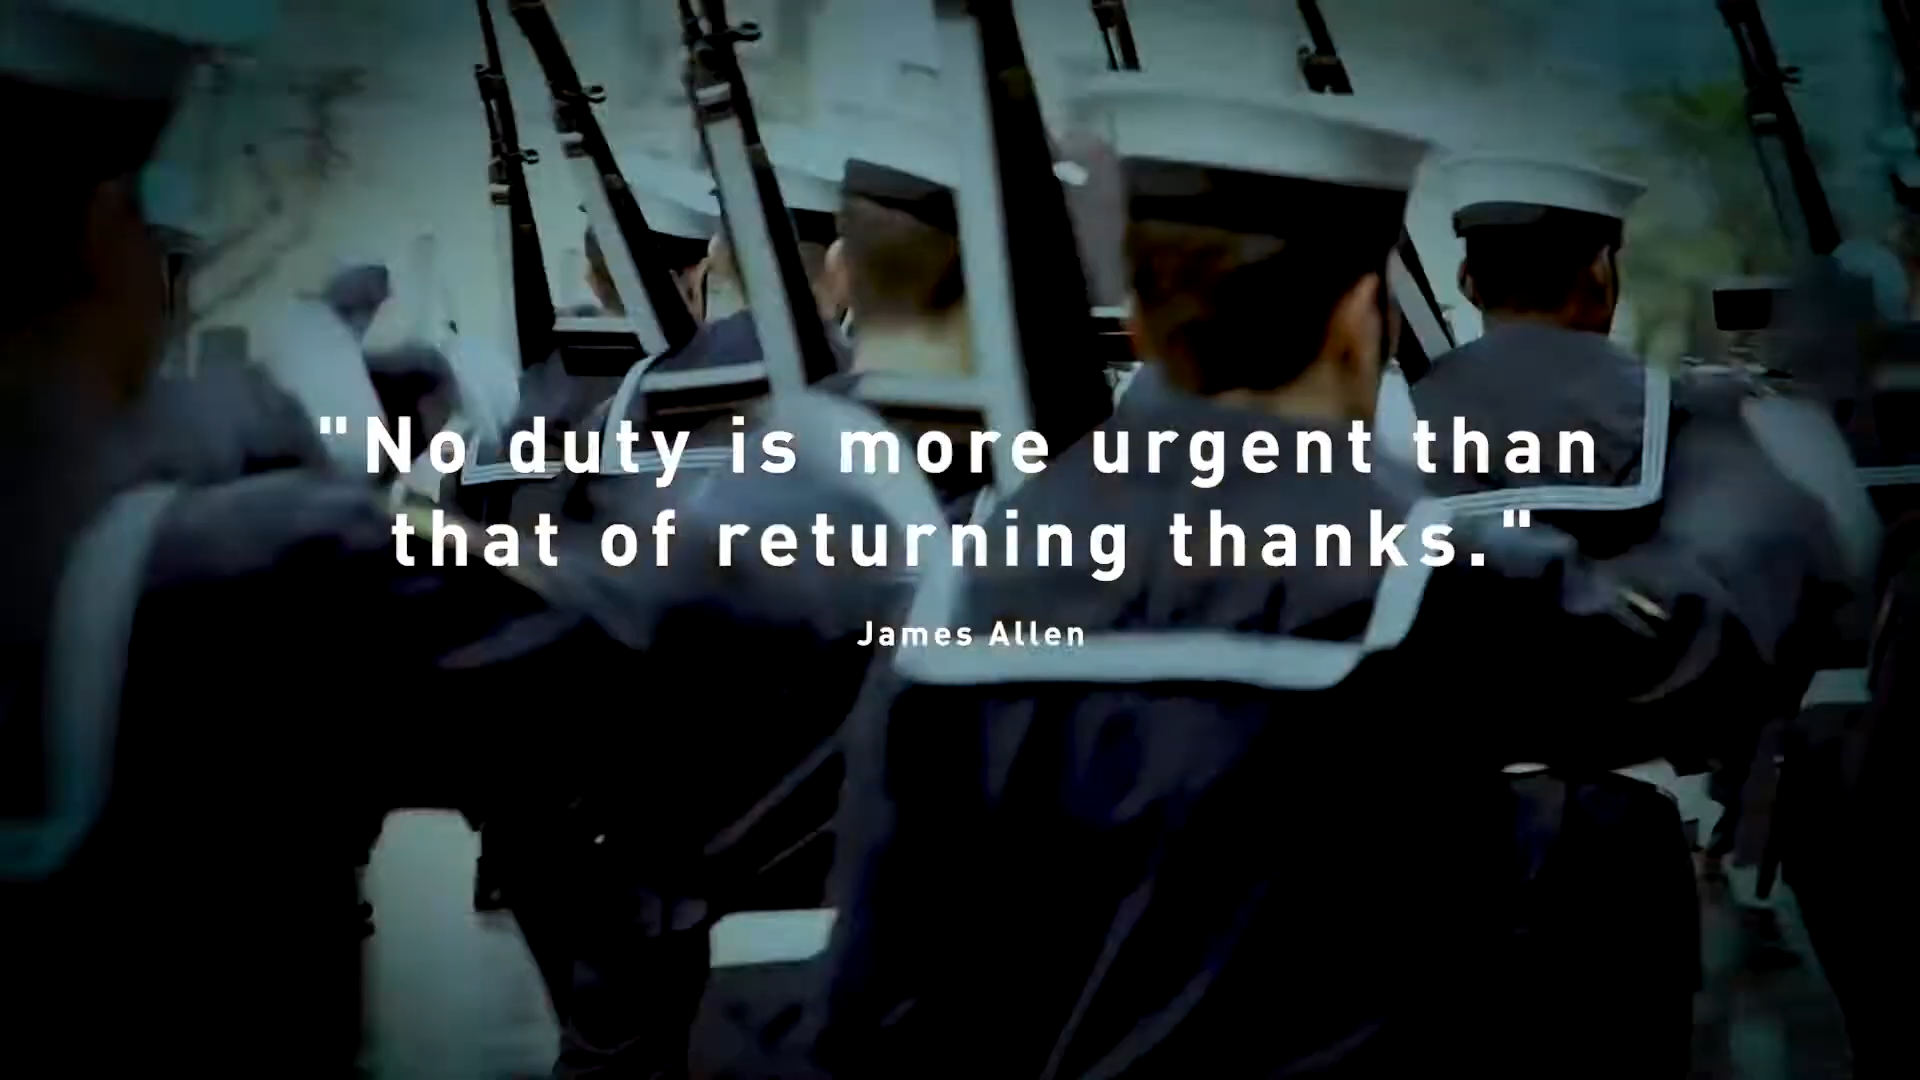 "No duty is more urgent than
that of returning thanks."
James Allen